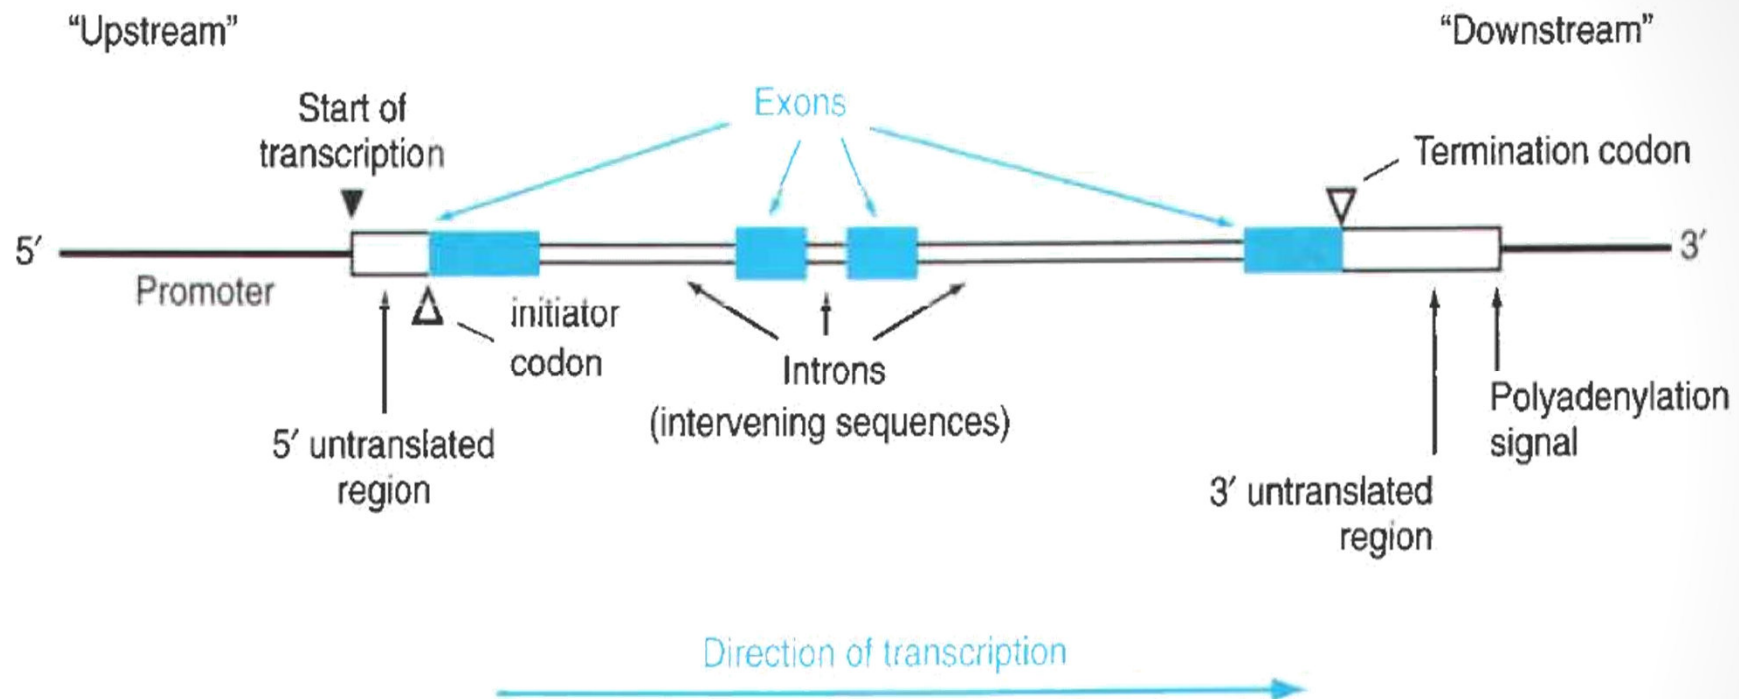 “Upstream”
“Downstream”
Exons
Start of
transcription
Termination codon
5′
3′
Promoter
initiator
codon
Introns
(intervening sequences)
5′ untranslated
region
Polyadenylation
signal
3′ untranslated
region
Direction of transcription